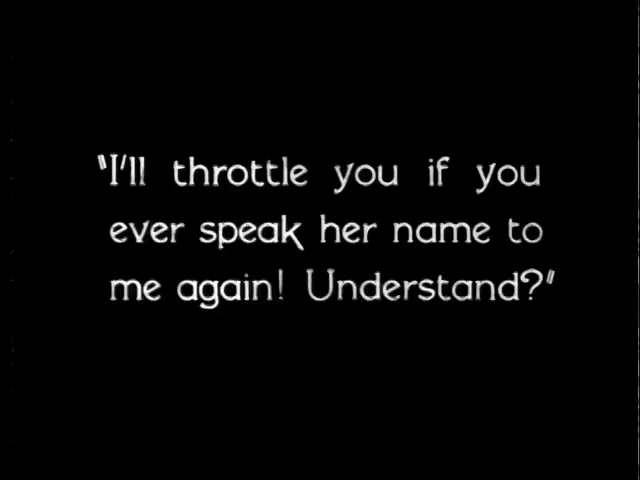 "I'll throttle you if you
ever speak her name to
me again! Understand?"